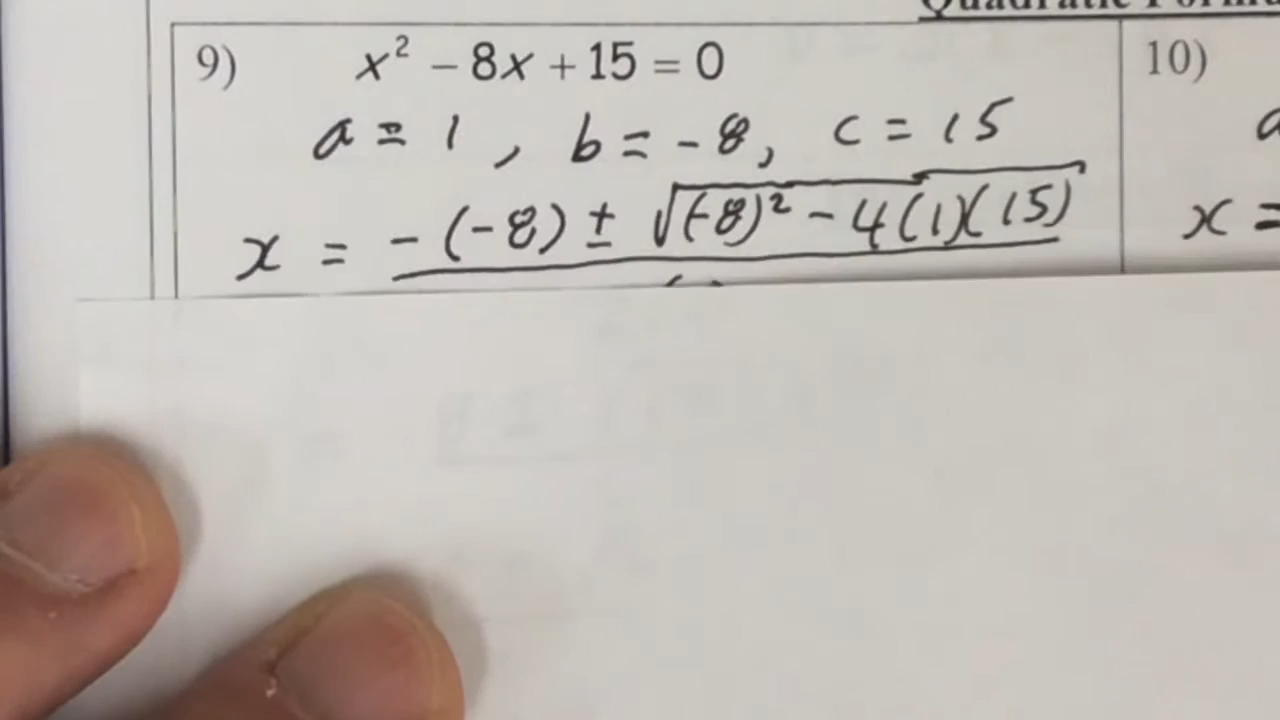 9) x² − 8x + 15 = 0 10)
a = 1 , b = -8, c = 15
x = -(-8) ± √(-8)² - 4(1)(15) x =